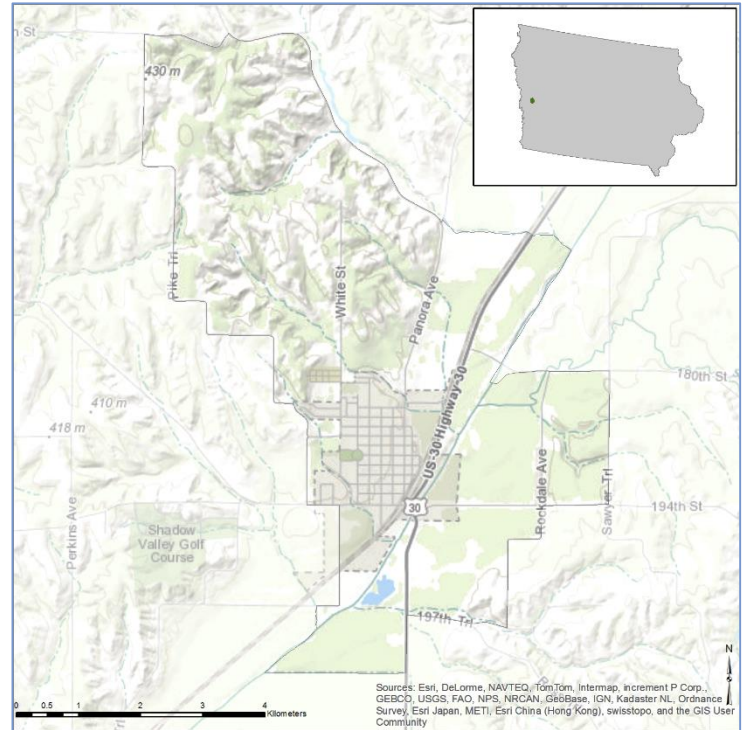 h St
180th St
430 m
Pike Trl
White St
Panora Ave
US-30 Highway-30
180th St
410 m
418 m
Perkins Ave
Rockdale Ave
Sawyer Trl
30
194th St
Shadow
Valley Golf
Course
197th Trl
N
0 0.5 1 2 3 4
Kilometers
Sources: Esri, DeLorme, NAVTEQ, TomTom, Intermap, increment P Corp.,
GEBCO, USGS, FAO, NPS, NRCAN, GeoBase, IGN, Kadaster NL, Ordnance
Survey, Esri Japan, METI, Esri China (Hong Kong), swisstopo, and the GIS User
Community